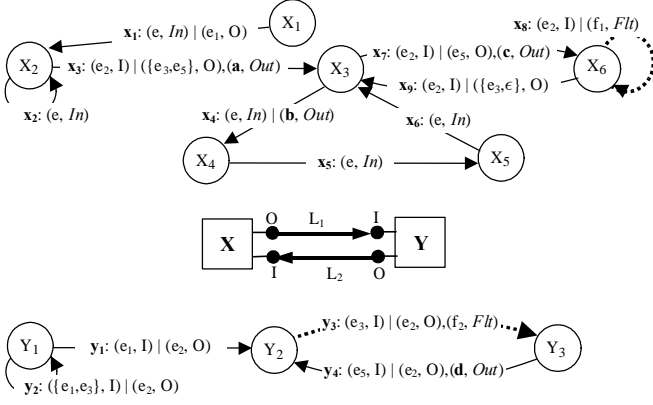 x₁: (e, In) | (e₁, O)
X₁
x₈: (e₂, I) | (f₁, Flt)
X₂
x₃: (e₂, I) | ({e₃,e₅}, O),(a, Out)
X₃
x₇: (e₂, I) | (e₅, O),(c, Out)
X₆
x₉: (e₂, I) | ({e₃,ϵ}, O)
x₂: (e, In)
x₄: (e, In) | (b, Out)
x₆: (e, In)
X₄
x₅: (e, In)
X₅
X
O
L₁
I
Y
I
L₂
O
Y₁
y₁: (e₁, I) | (e₂, O)
Y₂
y₃: (e₃, I) | (e₂, O),(f₂, Flt)
Y₃
y₄: (e₅, I) | (e₂, O),(d, Out)
y₂: ({e₁,e₃}, I) | (e₂, O)